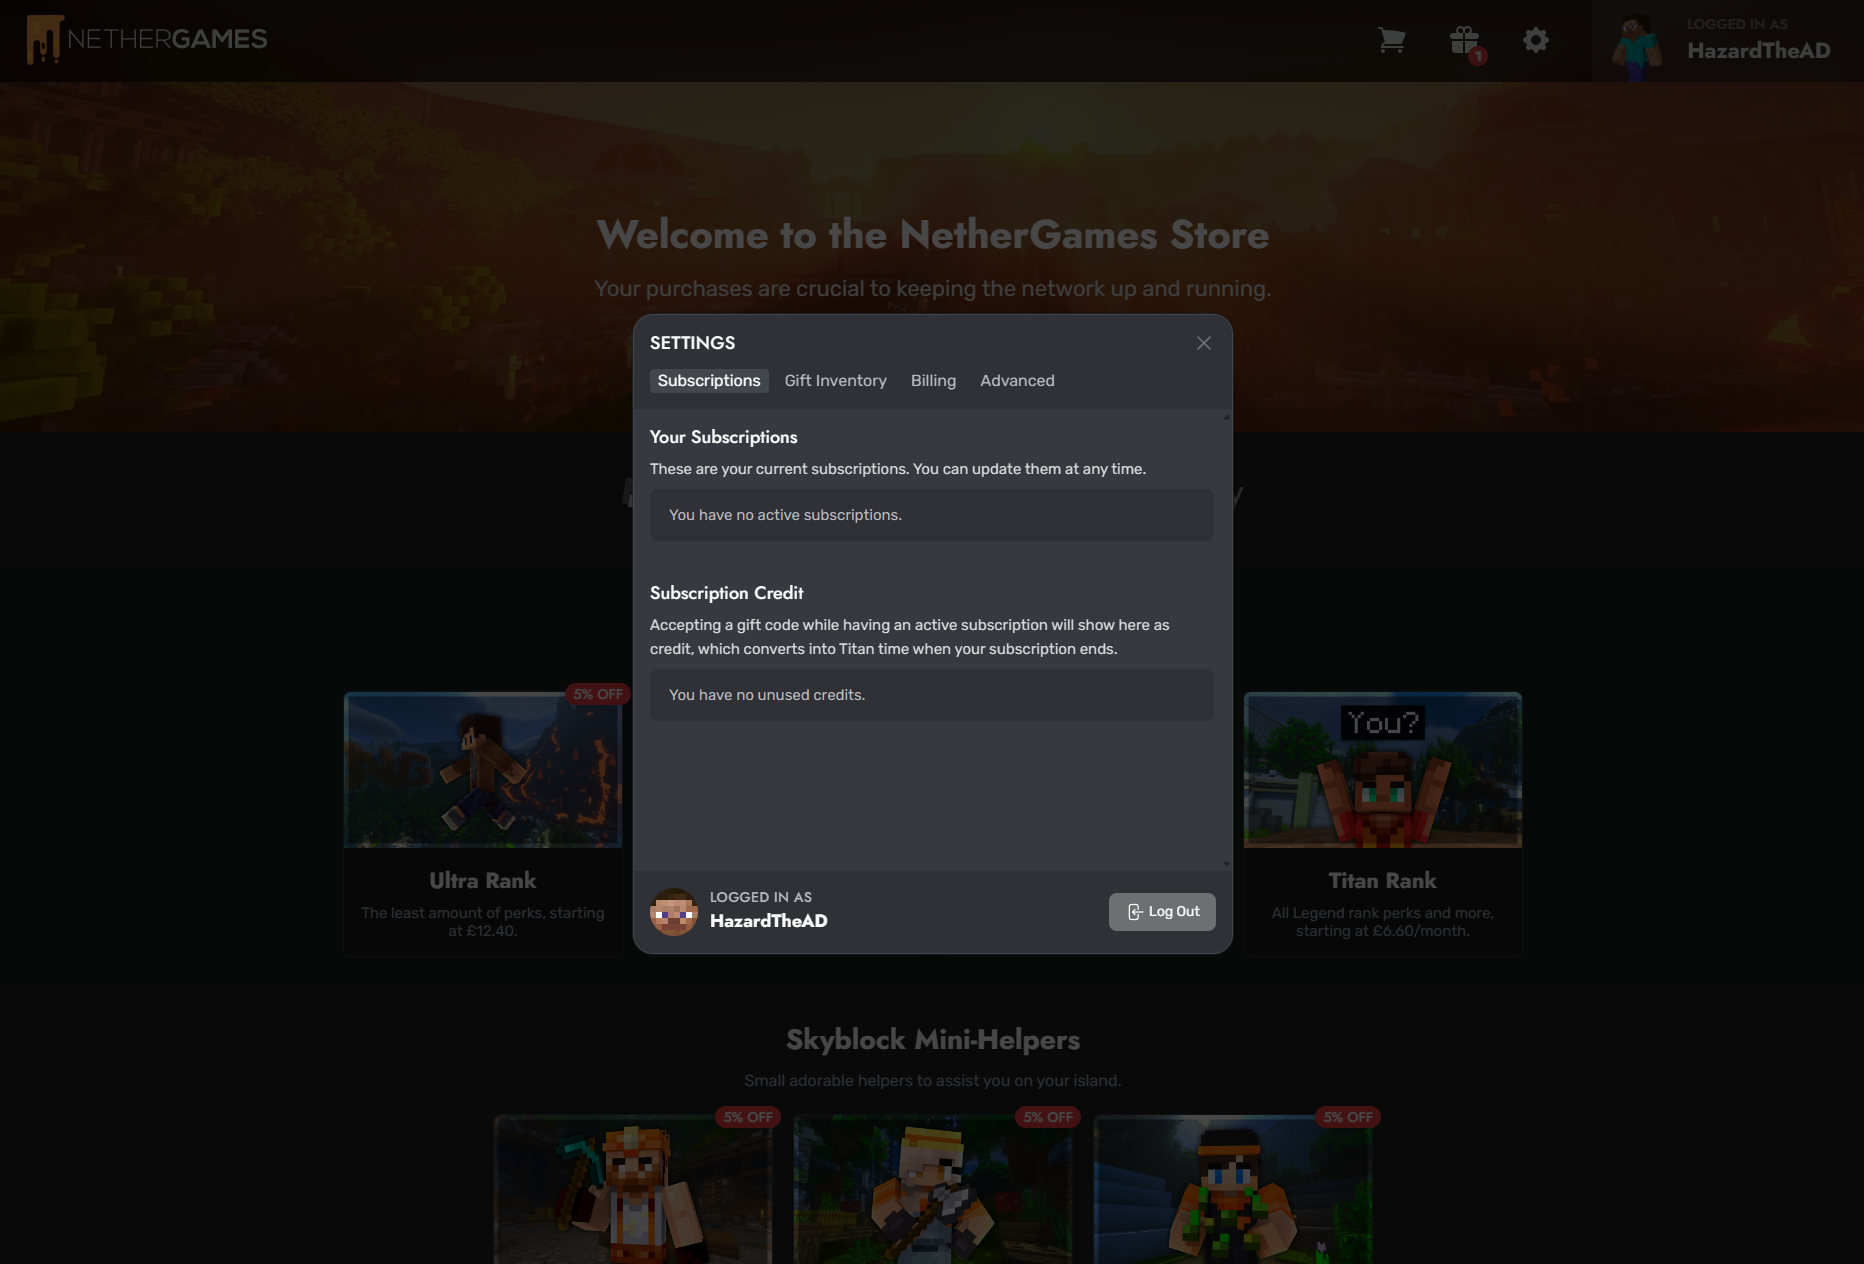 NETHERGAMES
1
LOGGED IN AS
HazardTheAD
Welcome to the NetherGames Store
Your purchases are crucial to keeping the network up and running.
SETTINGS
Subscriptions Gift Inventory Billing Advanced
Your Subscriptions
These are your current subscriptions. You can update them at any time.
You have no active subscriptions.
Subscription Credit
Accepting a gift code while having an active subscription will show here as
credit, which converts into Titan time when your subscription ends.
You have no unused credits.
LOGGED IN AS
HazardTheAD
Log Out
5% OFF
NG
Ultra Rank
The least amount of perks, starting
at £12.40.
You?
Titan Rank
All Legend rank perks and more,
starting at £6.60/month.
Skyblock Mini-Helpers
Small adorable helpers to assist you on your island.
5% OFF
5% OFF
5% OFF